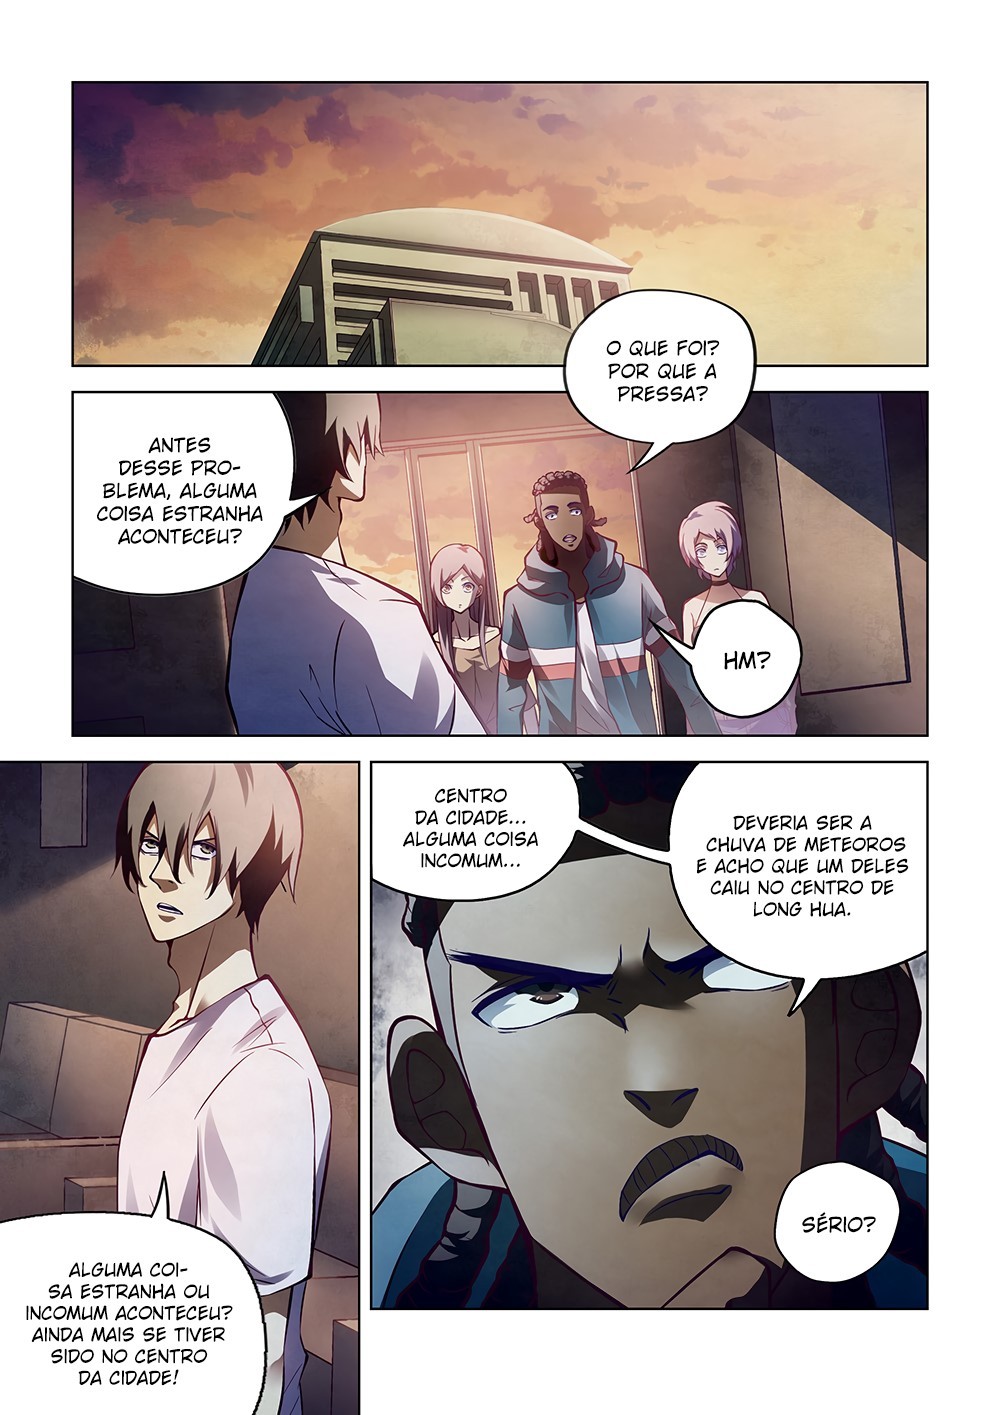 O QUE FOI?
POR QUE A
PRESSA?
ANTES
DESSE PRO-
BLEMA, ALGUMA
COISA ESTRANHA
ACONTECEU?
HM?
ALGUMA COI-
SA ESTRANHA OU
INCOMUM ACONTECEU?
AINDA MAIS SE TIVER
SIDO NO CENTRO
DA CIDADE!
CENTRO
DA CIDADE...
ALGUMA COISA
INCOMUM...
DEVERIA SER A
CHUVA DE METEOROS
E ACHO QUE UM DELES
CAIU NO CENTRO DE
LONG HUA.
SÉRIO?